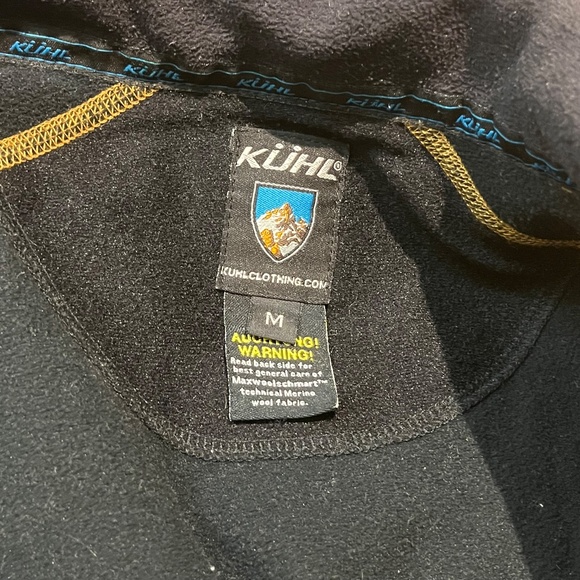 KÜHL
KÜHL
KÜHL
KÜHL
KÜHL
KÜHL®
KUHLCLOTHING.COM
M
WARNING!
Read back side for
best general care of
Maxwoolschmart™
technical Merino
wool fabric.